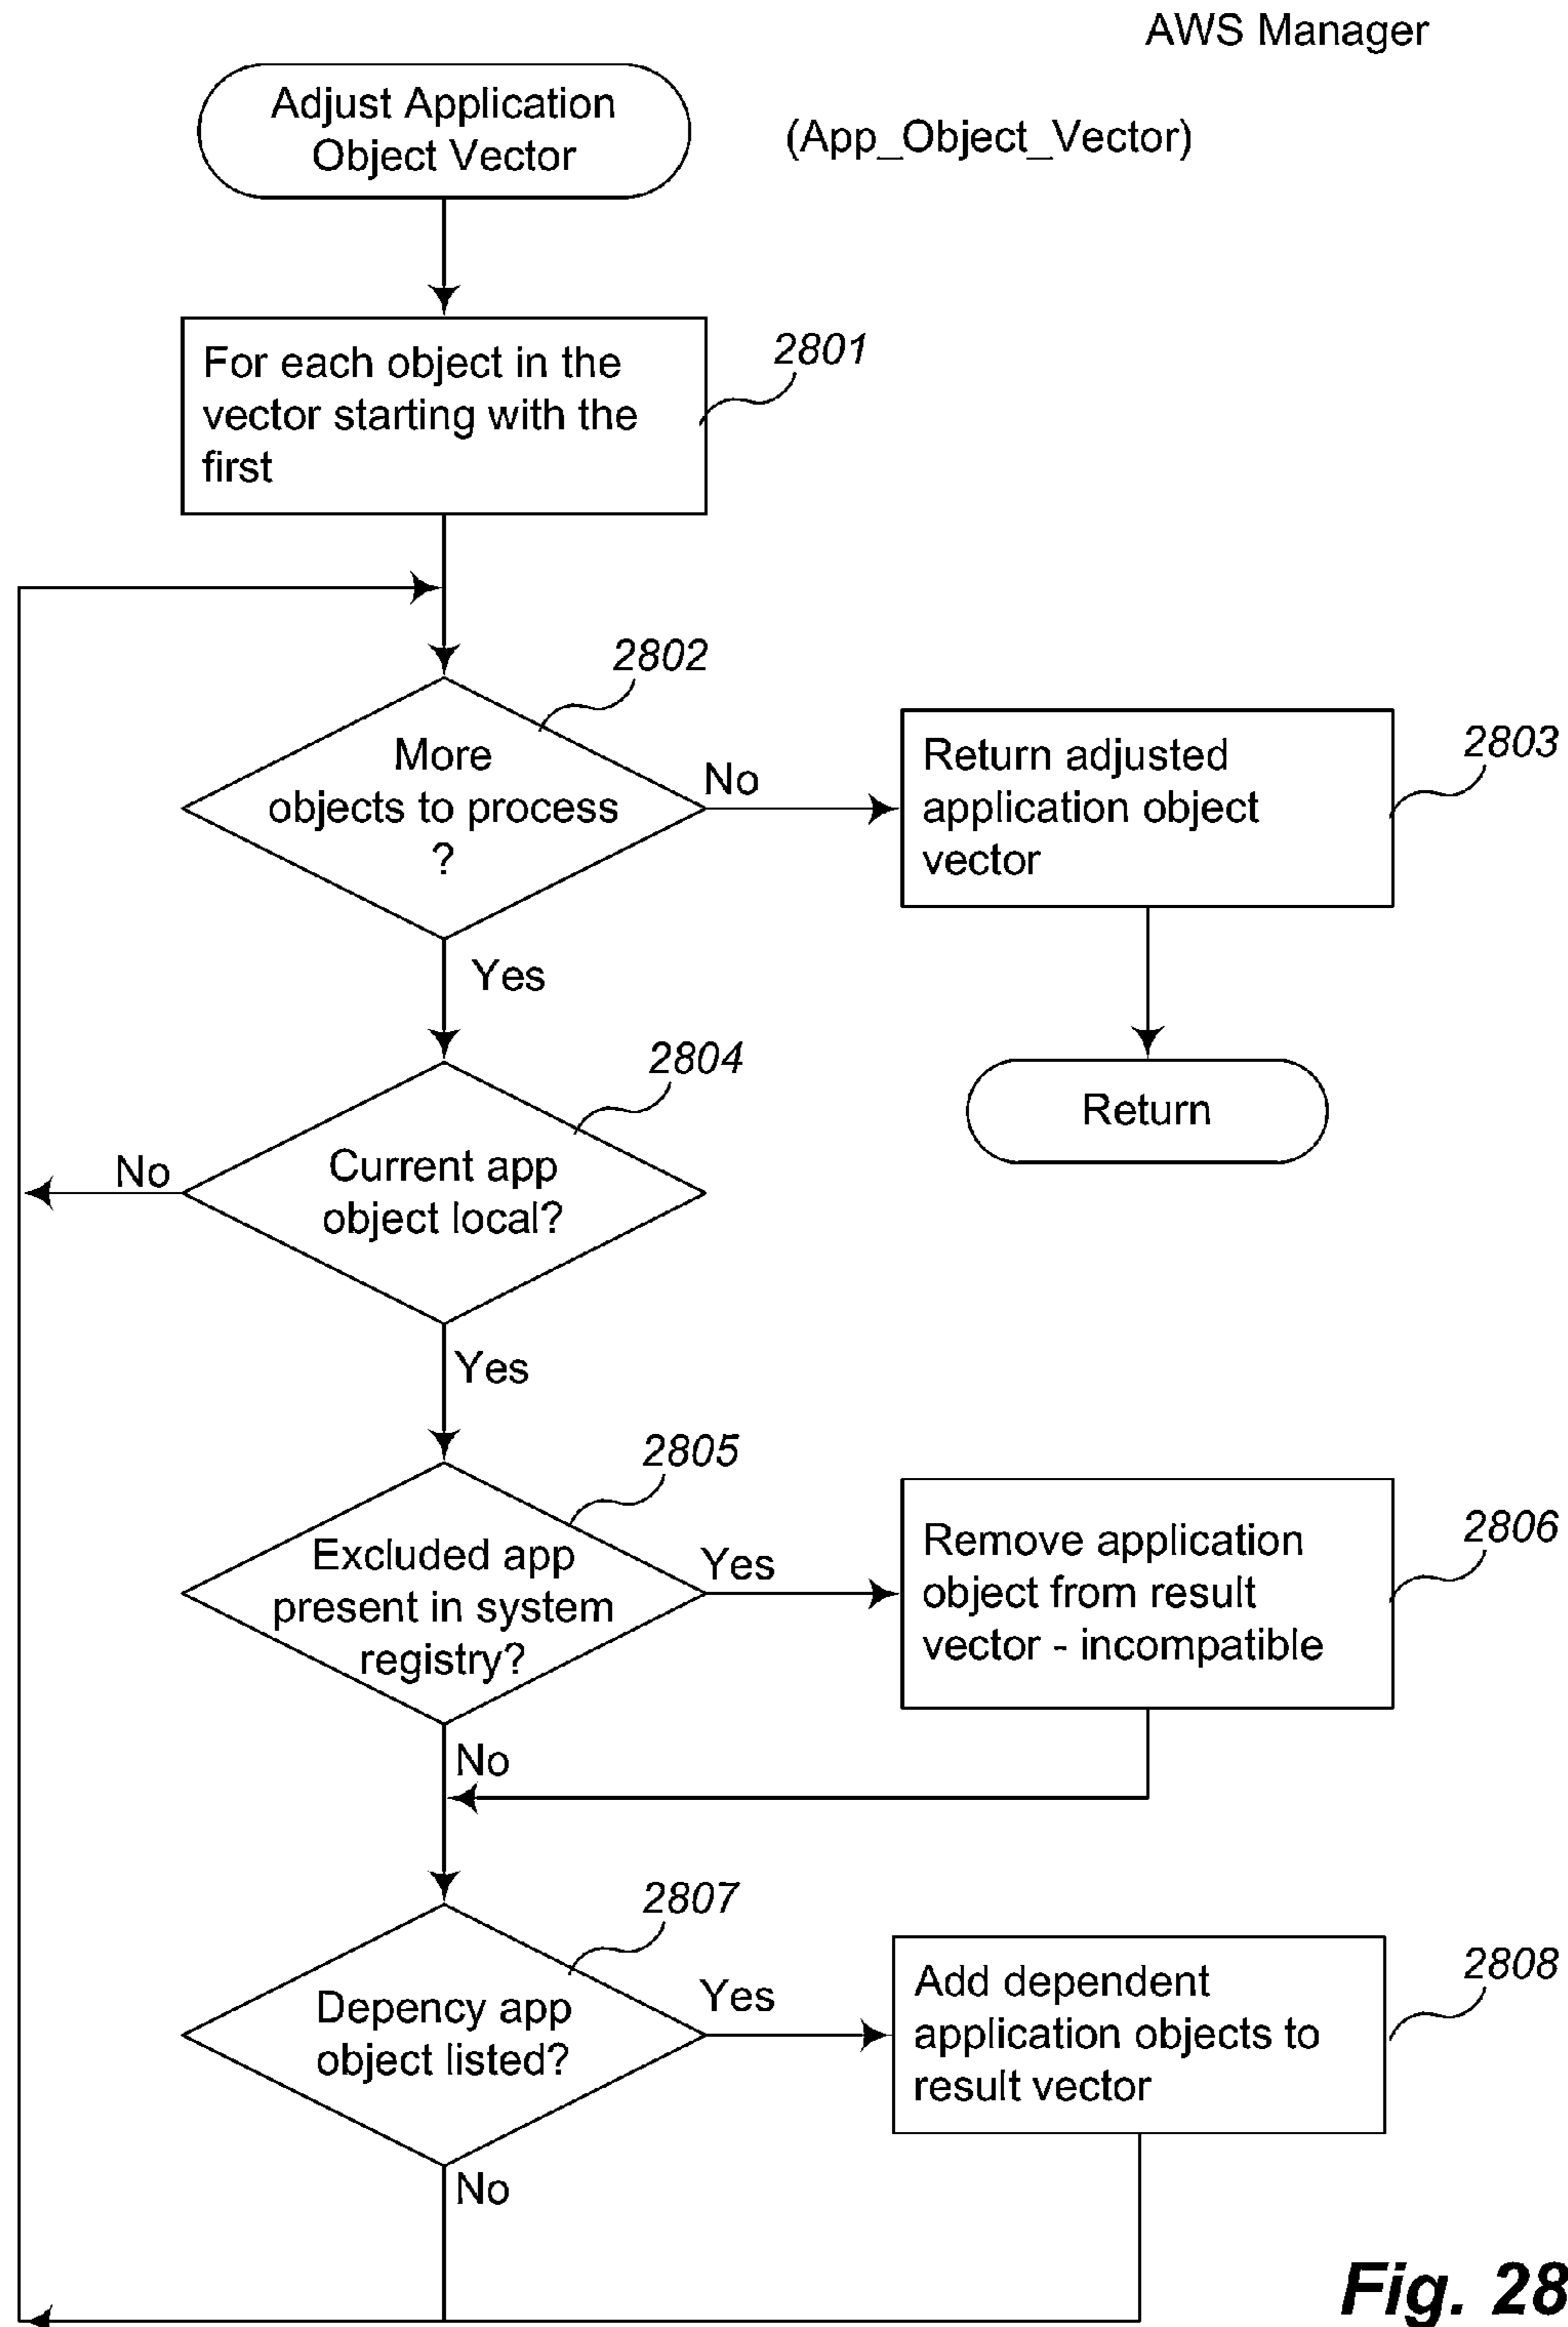 AWS Manager
Adjust Application
Object Vector
(App_Object_Vector)
For each object in the
vector starting with the
first
2801
2802
More
objects to process
?
No
Return adjusted
application object
vector
2803
Yes
2804
Return
Current app
object local?
No
Yes
2805
Excluded app
present in system
registry?
Yes
Remove application
object from result
vector - incompatible
2806
No
2807
Depency app
object listed?
Yes
Add dependent
application objects to
result vector
2808
No
Fig. 28